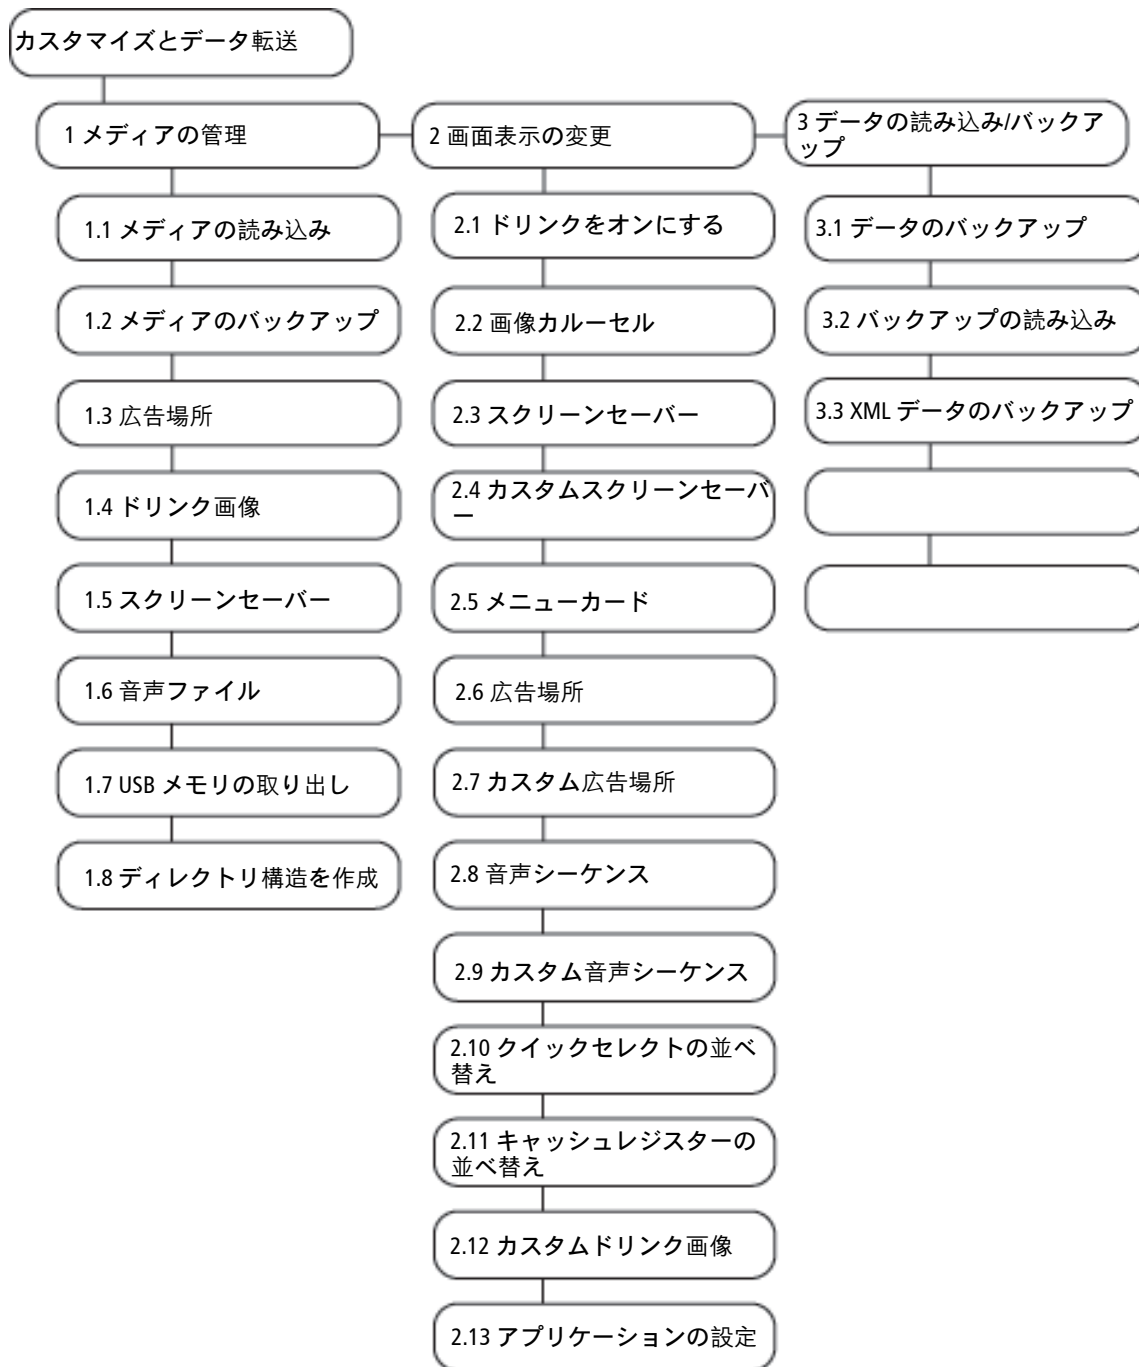 カスタマイズとデータ転送
1 メディアの管理
1.1 メディアの読み込み
1.2 メディアのバックアップ
1.3 広告場所
1.4 ドリンク画像
1.5 スクリーンセーバー
1.6 音声ファイル
1.7 USB メモリの取り出し
1.8 ディレクトリ構造を作成
2 画面表示の変更
2.1 ドリンクをオンにする
2.2 画像カルーセル
2.3 スクリーンセーバー
2.4 カスタムスクリーンセーバ
ー
2.5 メニューカード
2.6 広告場所
2.7 カスタム広告場所
2.8 音声シーケンス
2.9 カスタム音声シーケンス
2.10 クイックセレクトの並べ
替え
2.11 キャッシュレジスターの
並べ替え
2.12 カスタムドリンク画像
2.13 アプリケーションの設定
3 データの読み込み/バックア
ップ
3.1 データのバックアップ
3.2 バックアップの読み込み
3.3 XML データのバックアップ